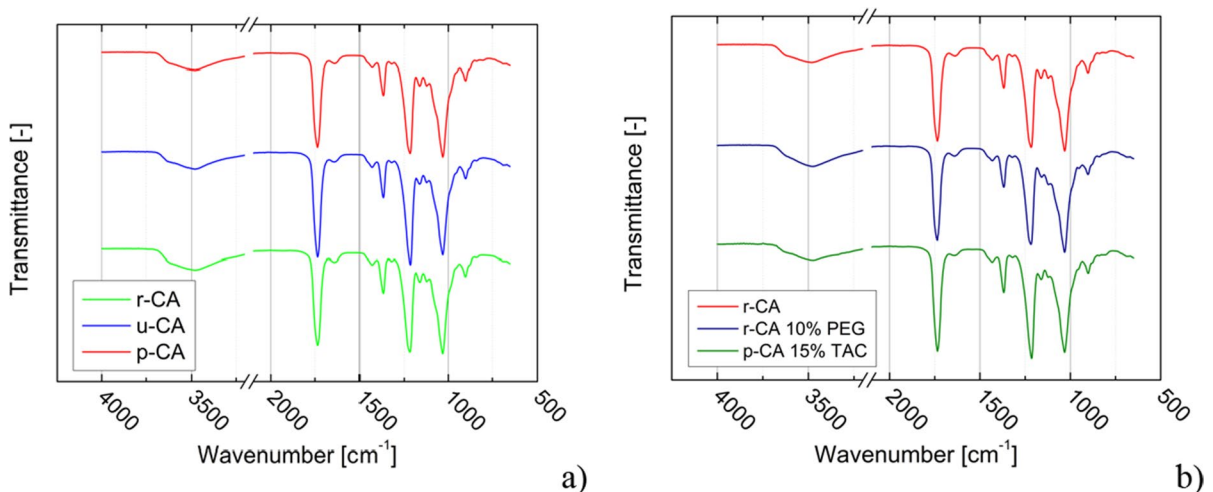 Transmittance [-]
r-CA
u-CA
p-CA
4000
3500
2000
1500
1000
500
Wavenumber [cm⁻¹]
a)
Transmittance [-]
r-CA
r-CA 10% PEG
p-CA 15% TAC
4000
3500
2000
1500
1000
500
Wavenumber [cm⁻¹]
b)